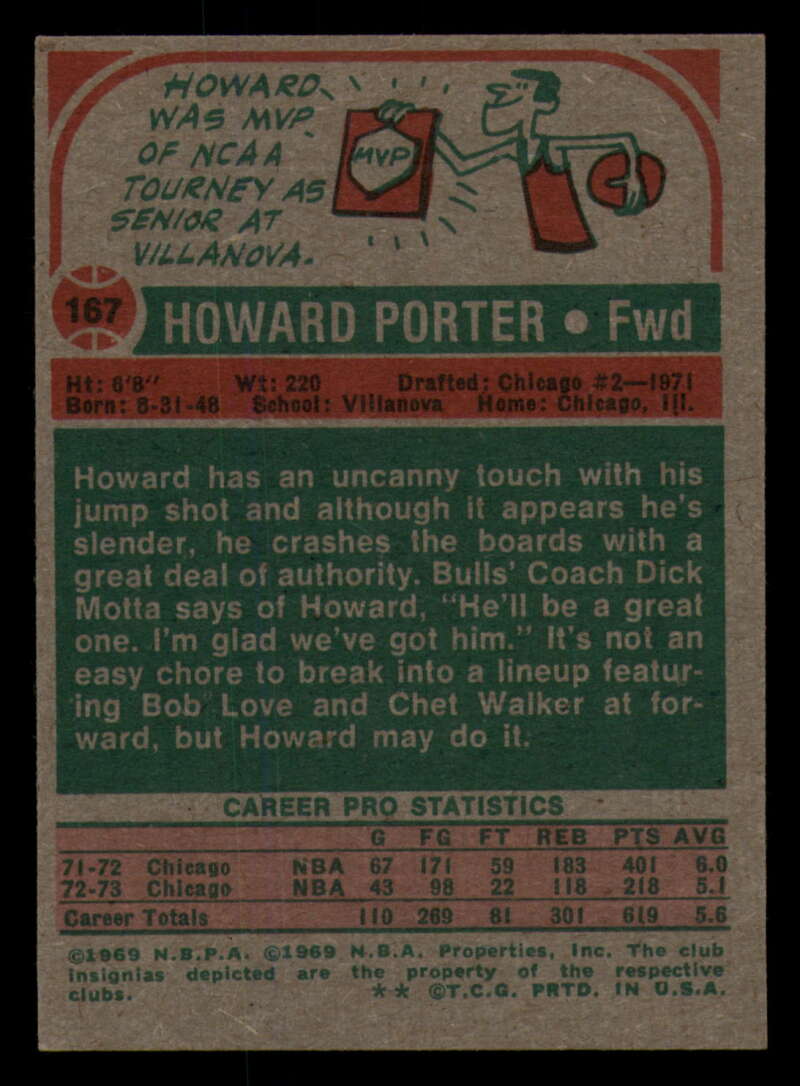 HOWARD
WAS MVP
OF NCAA
TOURNEY AS
SENIOR AT
VILLANOVA.
MVP
167
HOWARD PORTER • Fwd
Ht: 6'8" Wt: 220 Drafted: Chicago #2—1971
Born: 8-31-48 School: Villanova Home: Chicago, Ill.
Howard has an uncanny touch with his
jump shot and although it appears he's
slender, he crashes the boards with a
great deal of authority. Bulls' Coach Dick
Motta says of Howard, "He'll be a great
one. I'm glad we've got him." It's not an
easy chore to break into a lineup featur-
ing Bob Love and Chet Walker at for-
ward, but Howard may do it.
CAREER PRO STATISTICS
G FG FT REB PTS AVG
71-72 Chicago NBA 67 171 59 183 401 6.0
72-73 Chicago NBA 43 98 22 118 218 5.1
Career Totals 110 269 81 301 619 5.6
©1969 N.B.P.A. ©1969 N.B.A. Properties, Inc. The club
insignias depicted are the property of the respective
clubs. ** ©T.C.G. PRTD. IN U.S.A.